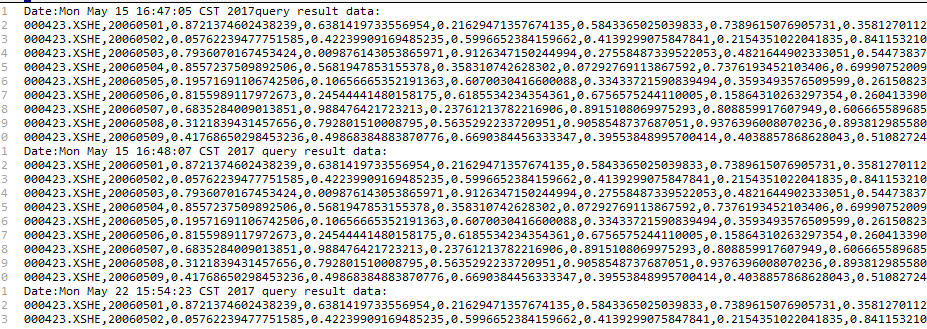 Date:Mon May 15 16:47:05 CST 2017query result data:
000423.XSHE,20060501,0.8721374602438239,0.6381419733556954,0.21629471357674135,0.5843365025039833,0.7389615076905731,0.3581270112
000423.XSHE,20060502,0.05762239477751585,0.42239909169485235,0.5996652384159662,0.4139299075847841,0.2154351022041835,0.841153210
000423.XSHE,20060503,0.7936070167453424,0.009876143053865971,0.9126347150244994,0.27558487339522053,0.4821644902333051,0.54473837
000423.XSHE,20060504,0.8557237509892506,0.5681947853155378,0.358310742628302,0.07292769113867592,0.7376193452103406,0.69990752009
000423.XSHE,20060505,0.19571691106742506,0.10656665352191363,0.6070030416600088,0.33433721590839494,0.3593493576509599,0.26150823
000423.XSHE,20060506,0.8155989117972673,0.24544441480158175,0.6185534234354361,0.6756575244110005,0.15864310263297354,0.260413390
000423.XSHE,20060507,0.6835284009013851,0.988476421723213,0.23761213782216906,0.8915108069975293,0.808859917607949,0.606665589685
000423.XSHE,20060508,0.3121839431457656,0.792801510008795,0.5635292233720951,0.9058548737687051,0.9376396008070236,0.893812985580
000423.XSHE,20060509,0.41768650298453236,0.49868384883870776,0.6690384456333347,0.39553848995700414,0.4038857868628043,0.51082724
Date:Mon May 15 16:48:07 CST 2017 query result data:
000423.XSHE,20060501,0.8721374602438239,0.6381419733556954,0.21629471357674135,0.5843365025039833,0.7389615076905731,0.3581270112
000423.XSHE,20060502,0.05762239477751585,0.42239909169485235,0.5996652384159662,0.4139299075847841,0.2154351022041835,0.841153210
000423.XSHE,20060503,0.7936070167453424,0.009876143053865971,0.9126347150244994,0.27558487339522053,0.4821644902333051,0.54473837
000423.XSHE,20060504,0.8557237509892506,0.5681947853155378,0.358310742628302,0.07292769113867592,0.7376193452103406,0.69990752009
000423.XSHE,20060505,0.19571691106742506,0.10656665352191363,0.6070030416600088,0.33433721590839494,0.3593493576509599,0.26150823
000423.XSHE,20060506,0.8155989117972673,0.24544441480158175,0.6185534234354361,0.6756575244110005,0.15864310263297354,0.260413390
000423.XSHE,20060507,0.6835284009013851,0.988476421723213,0.23761213782216906,0.8915108069975293,0.808859917607949,0.606665589685
000423.XSHE,20060508,0.3121839431457656,0.792801510008795,0.5635292233720951,0.9058548737687051,0.9376396008070236,0.893812985580
000423.XSHE,20060509,0.41768650298453236,0.49868384883870776,0.6690384456333347,0.39553848995700414,0.4038857868628043,0.51082724
Date:Mon May 22 15:54:23 CST 2017 query result data:
000423.XSHE,20060501,0.8721374602438239,0.6381419733556954,0.21629471357674135,0.5843365025039833,0.7389615076905731,0.3581270112
000423.XSHE,20060502,0.05762239477751585,0.42239909169485235,0.5996652384159662,0.4139299075847841,0.2154351022041835,0.841153210